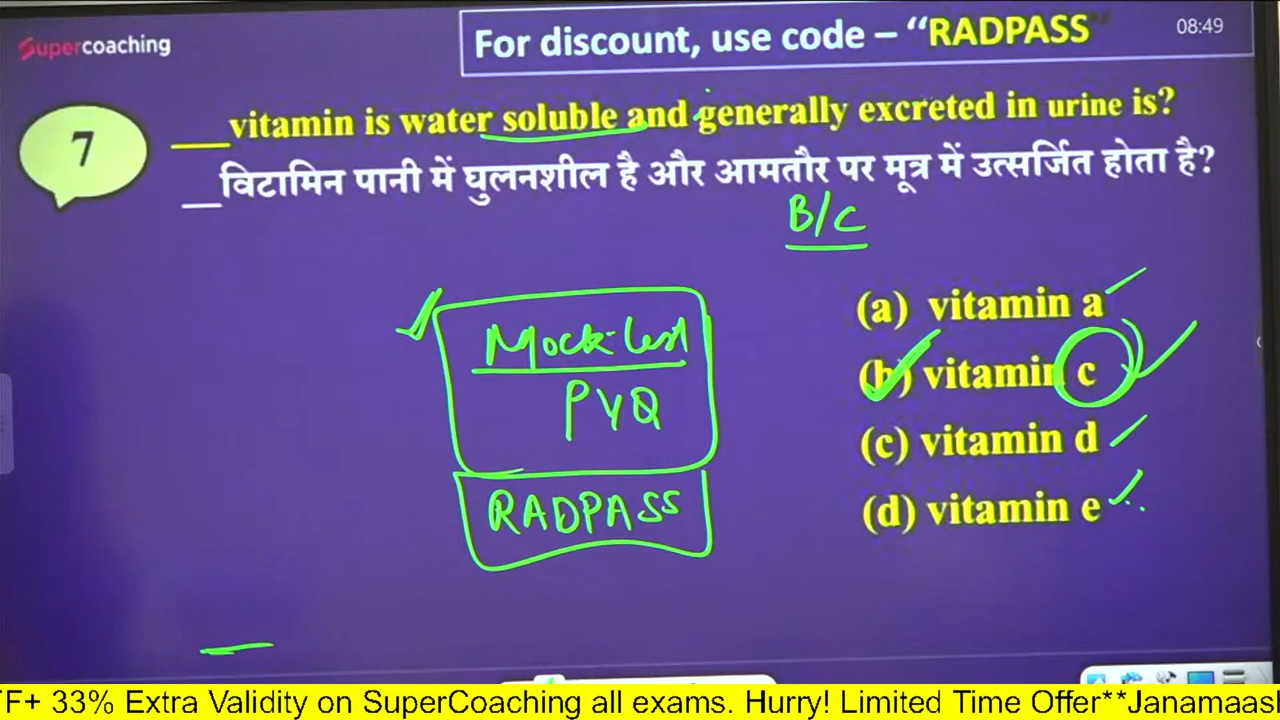 Supercoaching
For discount, use code – “RADPASS”
08:49
7
___vitamin is water soluble and generally excreted in urine is?
__विटामिन पानी में घुलनशील है और आमतौर पर मूत्र में उत्सर्जित होता है?
B/C
(a) vitamin a
(b) vitamin c
(c) vitamin d
(d) vitamin e
Mock-test
PYQ
RADPASS
FF+ 33% Extra Validity on SuperCoaching all exams. Hurry! Limited Time Offer**Janamaas